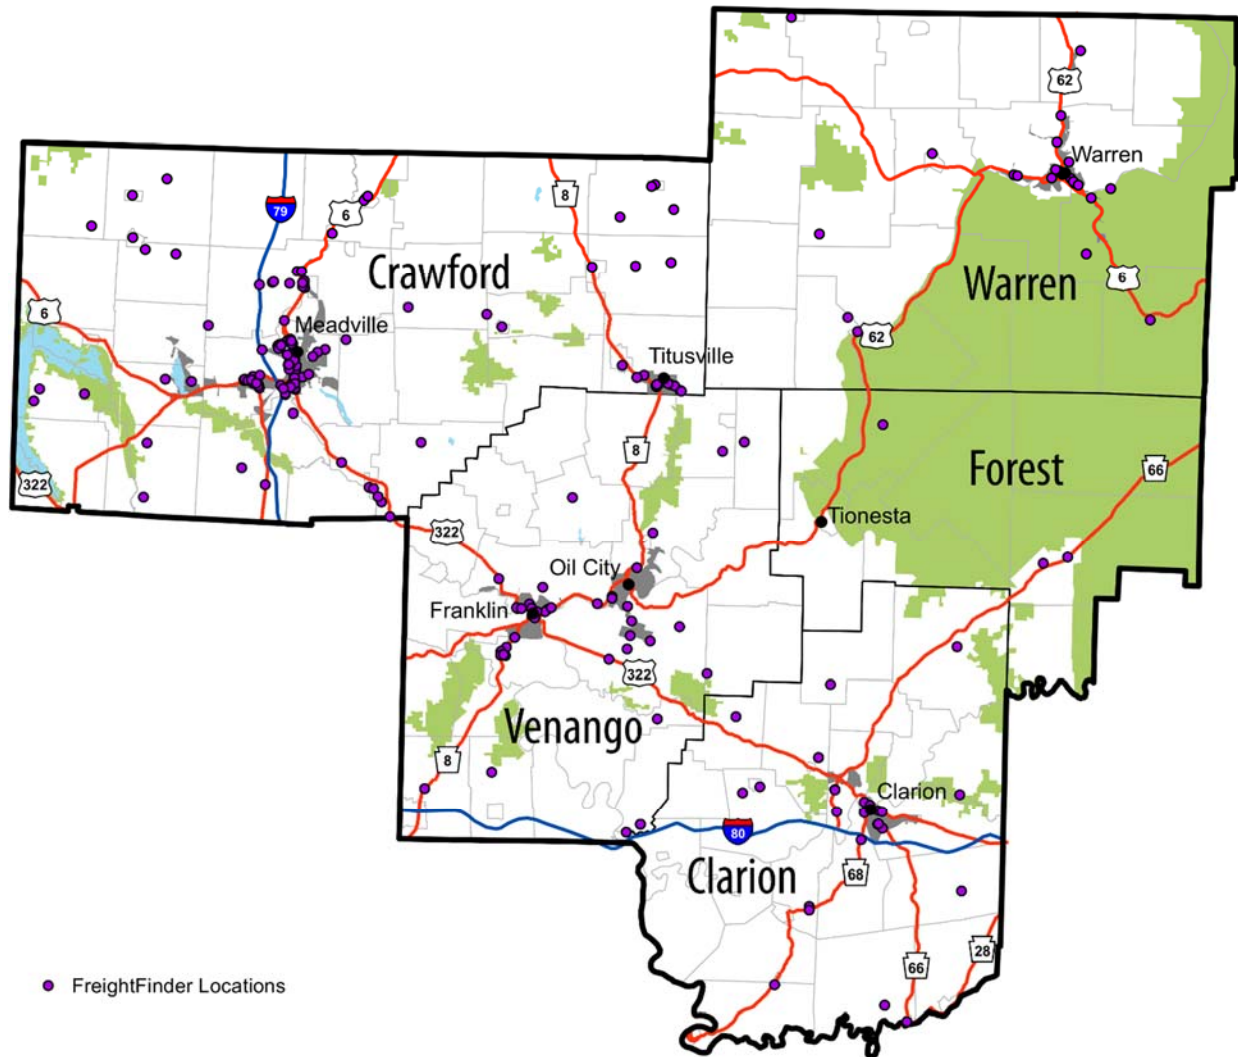 62
Warren
8
79
6
Crawford
Warren
6
6
Meadville
62
Titusville
8
Forest
66
322
Tionesta
322
Oil City
Franklin
322
Venango
8
Clarion
80
Clarion
68
28
66
FreightFinder Locations